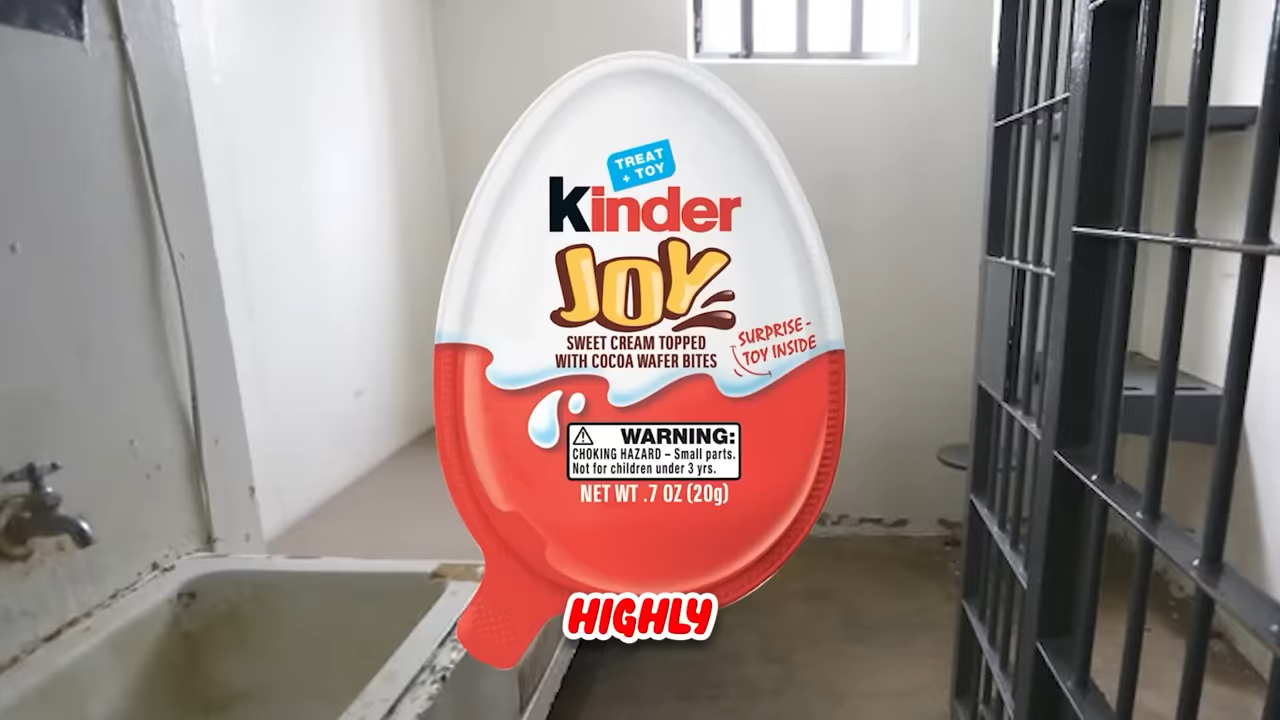 TREAT
+ TOY
Kinder
JOY
SWEET CREAM TOPPED
WITH COCOA WAFER BITES
SURPRISE-
TOY INSIDE
⚠ WARNING:
CHOKING HAZARD – Small parts.
Not for children under 3 yrs.
NET WT .7 OZ (20g)
HIGHLY